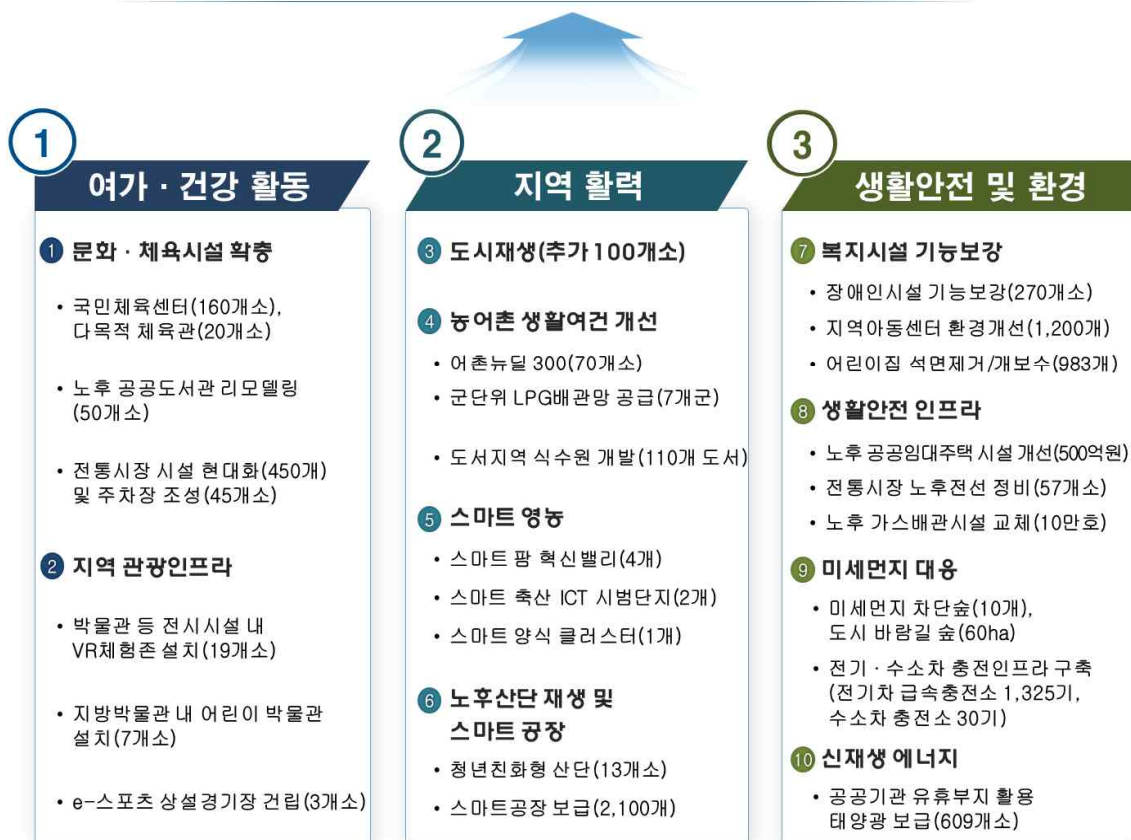 1
여가 · 건강 활동
1 문화 · 체육시설 확충
• 국민체육센터(160개소),
다목적 체육관(20개소)
• 노후 공공도서관 리모델링
(50개소)
• 전통시장 시설 현대화(450개)
및 주차장 조성(45개소)
2 지역 관광인프라
• 박물관 등 전시시설 내
VR체험존 설치(19개소)
• 지방박물관 내 어린이 박물관
설치(7개소)
• e-스포츠 상설경기장 건립(3개소)
2
지역 활력
3 도시재생(추가 100개소)
4 농어촌 생활여건 개선
• 어촌뉴딜 300(70개소)
• 군단위 LPG배관망 공급(7개군)
• 도서지역 식수원 개발(110개 도서)
5 스마트 영농
• 스마트 팜 혁신밸리(4개)
• 스마트 축산 ICT 시범단지(2개)
• 스마트 양식 클러스터(1개)
6 노후산단 재생 및
스마트 공장
• 청년친화형 산단(13개소)
• 스마트공장 보급(2,100개)
3
생활안전 및 환경
7 복지시설 기능보강
• 장애인시설 기능보강(270개소)
• 지역아동센터 환경개선(1,200개)
• 어린이집 석면제거/개보수(983개)
8 생활안전 인프라
• 노후 공공임대주택 시설 개선(500억원)
• 전통시장 노후전선 정비(57개소)
• 노후 가스배관시설 교체(10만호)
9 미세먼지 대응
• 미세먼지 차단숲(10개),
도시 바람길 숲(60ha)
• 전기 · 수소차 충전인프라 구축
(전기차 급속충전소 1,325기,
수소차 충전소 30기)
10 신재생 에너지
• 공공기관 유휴부지 활용
태양광 보급(609개소)